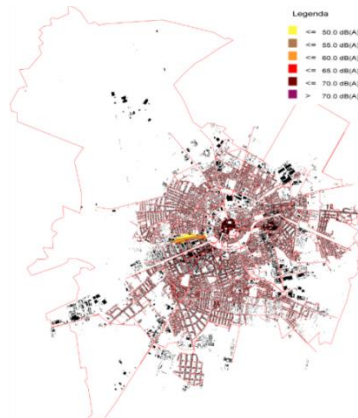 Legenda
<= 50.0 dB(A)
<= 55.0 dB(A)
<= 60.0 dB(A)
<= 65.0 dB(A)
<= 70.0 dB(A)
> 70.0 dB(A)